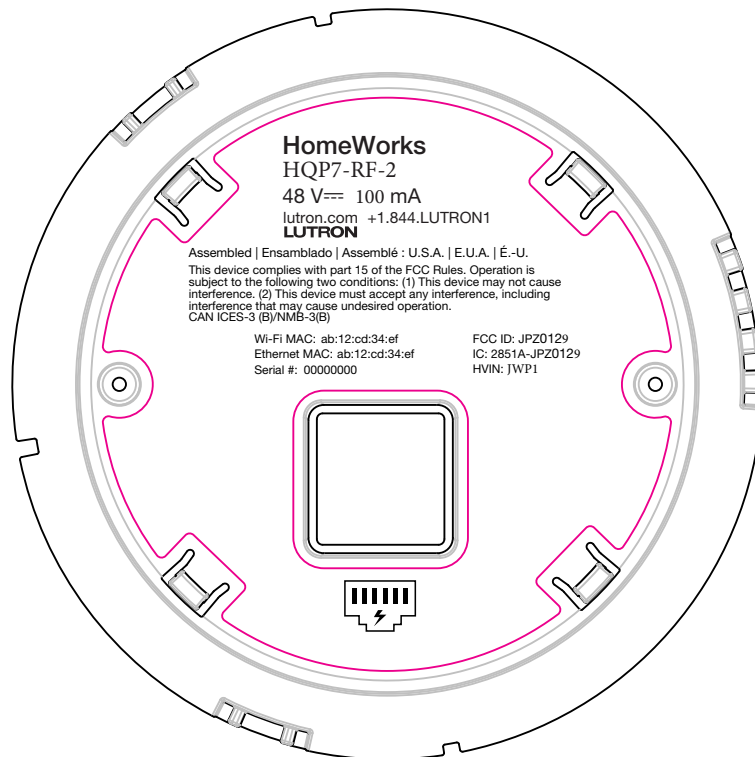 HomeWorks
HQP7-RF-2
48 V⎓ 100 mA
lutron.com +1.844.LUTRON1
LUTRON
Assembled | Ensamblado | Assemblé : U.S.A. | E.U.A. | É.-U.
This device complies with part 15 of the FCC Rules. Operation is
subject to the following two conditions: (1) This device may not cause
interference. (2) This device must accept any interference, including
interference that may cause undesired operation.
CAN ICES-3 (B)/NMB-3(B)
Wi-Fi MAC: ab:12:cd:34:ef FCC ID: JPZ0129
Ethernet MAC: ab:12:cd:34:ef IC: 2851A-JPZ0129
Serial #: 00000000 HVIN: JWP1